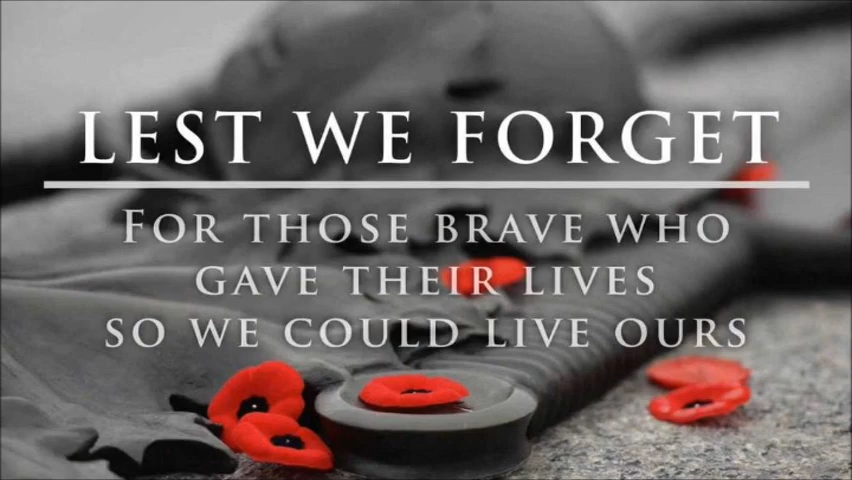 LEST WE FORGET
FOR THOSE BRAVE WHO
GAVE THEIR LIVES
SO WE COULD LIVE OURS